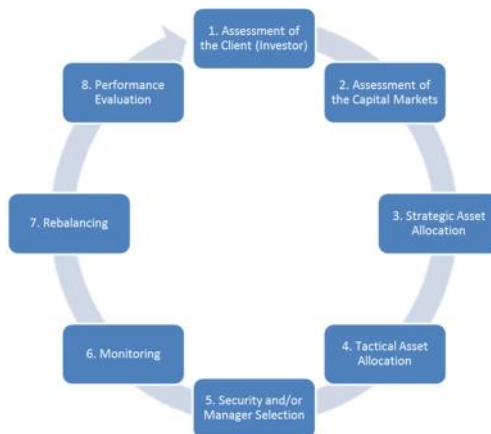 1. Assessment of
the Client (Investor)
2. Assessment of
the Capital Markets
3. Strategic Asset
Allocation
4. Tactical Asset
Allocation
5. Security and/or
Manager Selection
6. Monitoring
7. Rebalancing
8. Performance
Evaluation